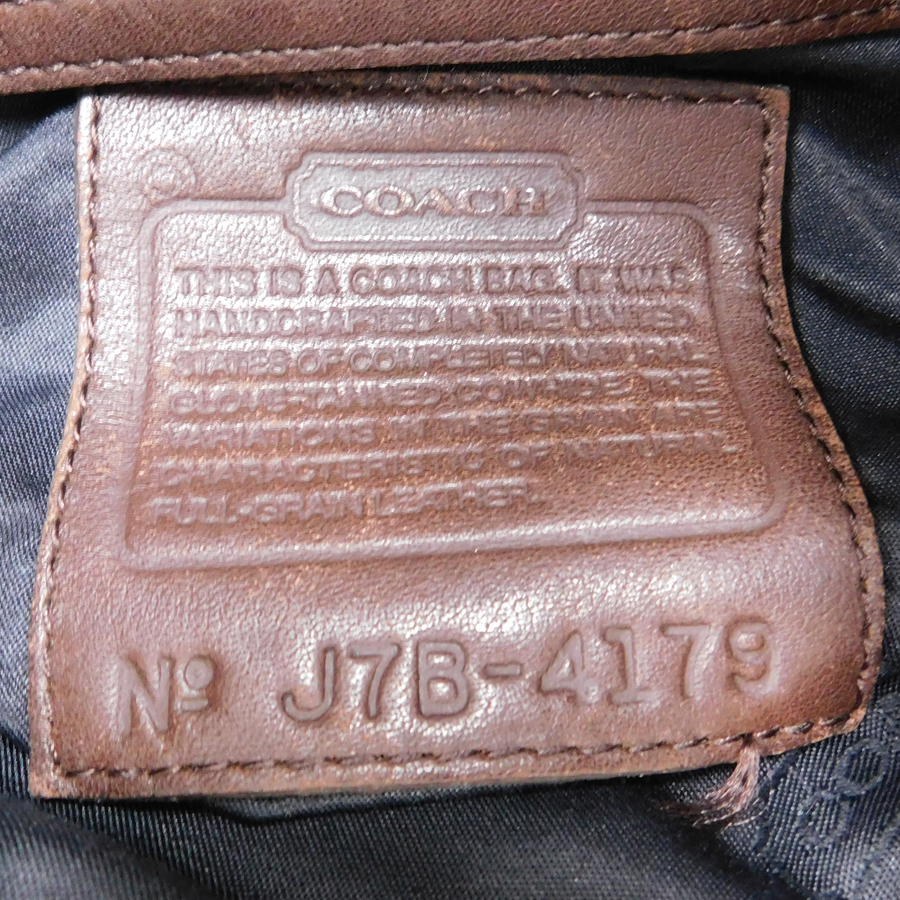 COACH
THIS IS A COACH BAG. IT WAS
HANDCRAFTED IN THE UNITED
STATES OF COMPLETELY NATURAL
GLOVE-TANNED COWHIDE. THE
VARIATIONS IN THE GRAIN ARE
CHARACTERISTIC OF NATURAL
FULL-GRAIN LEATHER.
Nº J7B-4179